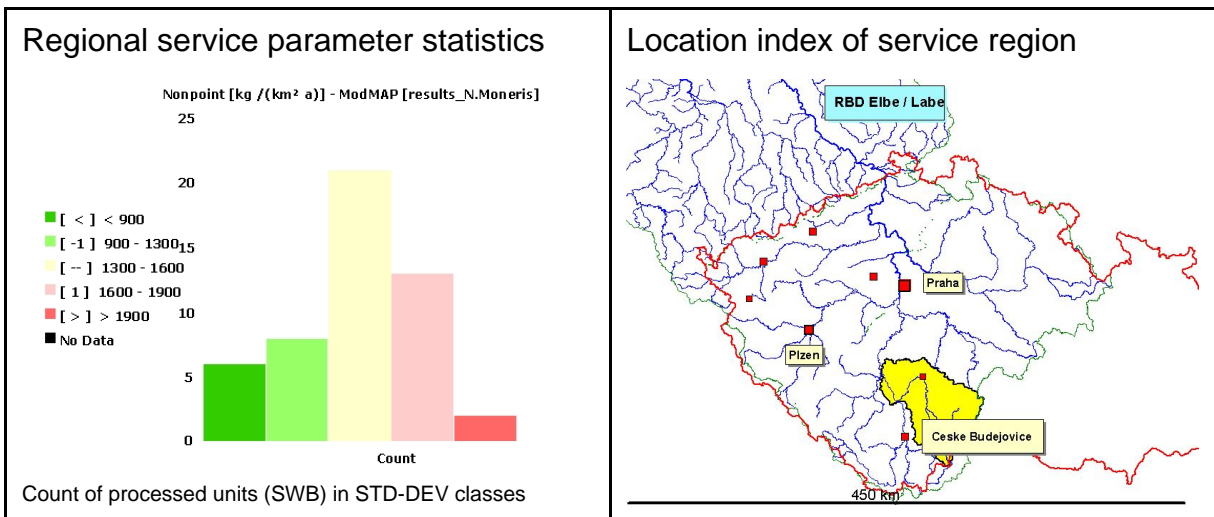 Regional service parameter statistics
Nonpoint [kg /(km² a)] - ModMAP [results_N.Moneris]
25
20
15
10
5
0
[ < ] < 900
[ -1 ] 900 - 1300
[ -- ] 1300 - 1600
[ 1 ] 1600 - 1900
[ > ] > 1900
No Data
Count
Count of processed units (SWB) in STD-DEV classes
Location index of service region
RBD Elbe / Labe
Praha
Plzen
Ceske Budejovice
450 km